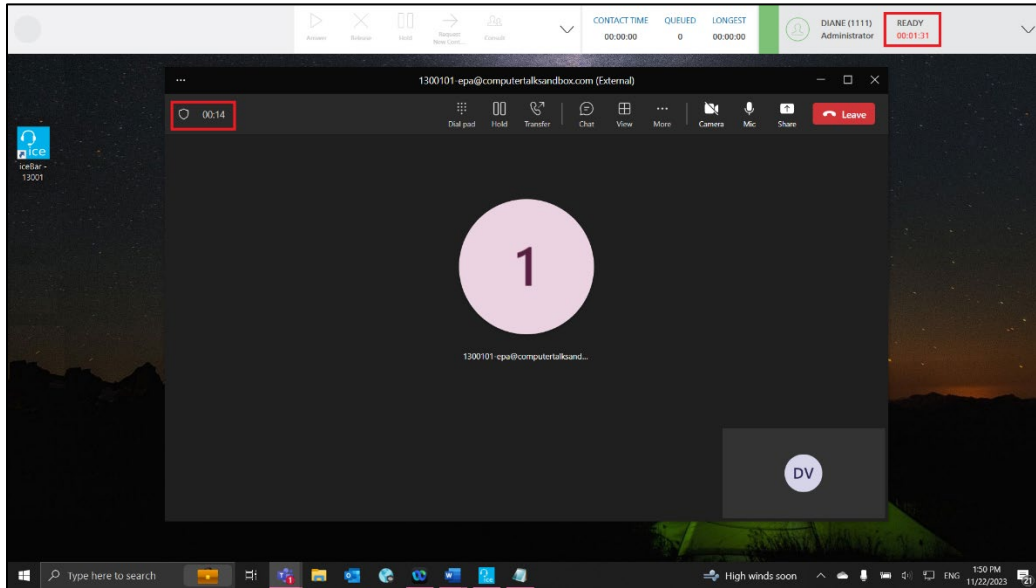 Answer
Release
Hold
Request
New Cont...
Consult
CONTACT TIME QUEUED LONGEST
00:00:00 0 00:00:00
DIANE (1111)
Administrator
READY
00:01:31
1300101-epa@computertalksandbox.com (External)
00:14
Dial pad Hold Transfer Chat View More Camera Mic Share Leave
ice
iceBar -
13001
1
1300101-epa@computertalksand...
DV
Type here to search
High winds soon
ENG
1:50 PM
11/22/2023
21